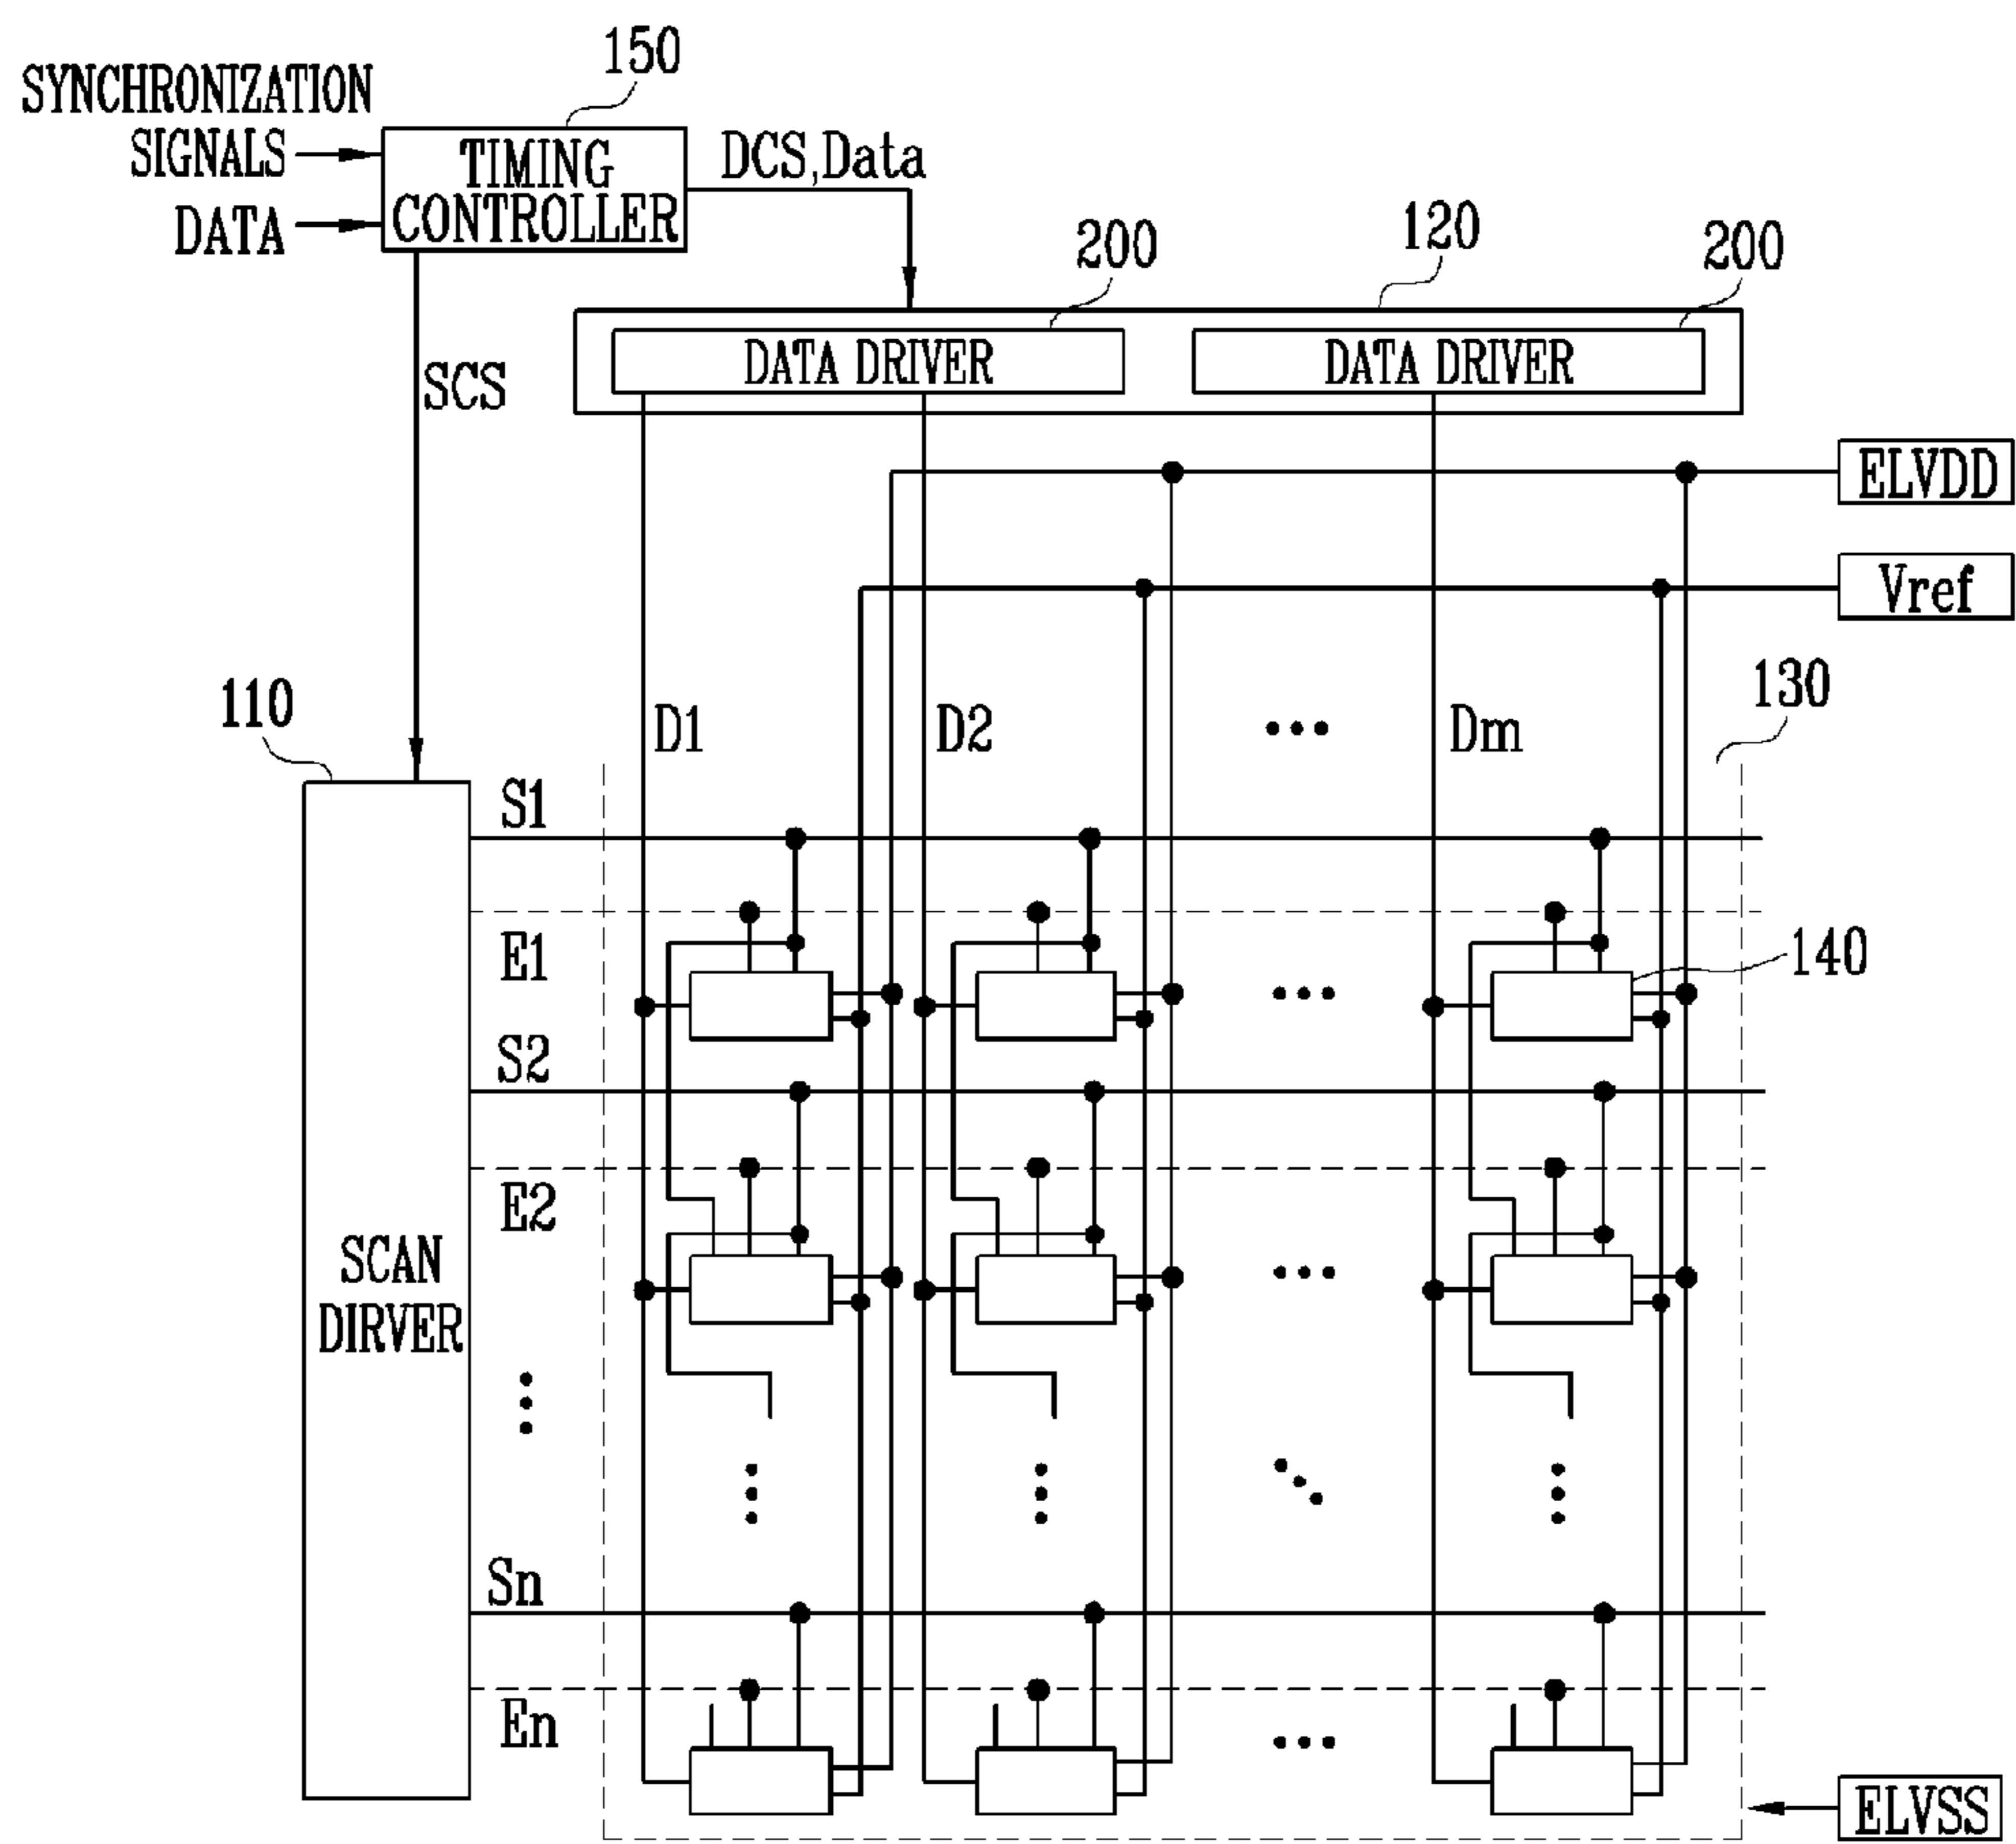 150
SYNCHRONIZATION
SIGNALS
DATA
TIMING
CONTROLLER
DCS,Data
200
120
200
DATA DRIVER
DATA DRIVER
SCS
ELVDD
Vref
110
D1
D2
Dm
130
S1
E1
140
S2
E2
SCAN
DIRVER
Sn
En
ELVSS